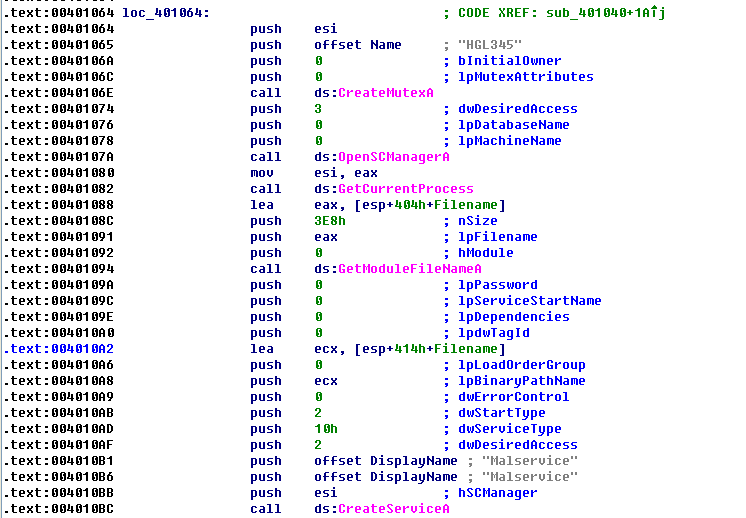 .text:00401064 loc_401064: ; CODE XREF: sub_401040+1A↑j
.text:00401064 push esi
.text:00401065 push offset Name ; "HGL345"
.text:0040106A push 0 ; bInitialOwner
.text:0040106C push 0 ; lpMutexAttributes
.text:0040106E call ds:CreateMutexA
.text:00401074 push 3 ; dwDesiredAccess
.text:00401076 push 0 ; lpDatabaseName
.text:00401078 push 0 ; lpMachineName
.text:0040107A call ds:OpenSCManagerA
.text:00401080 mov esi, eax
.text:00401082 call ds:GetCurrentProcess
.text:00401088 lea eax, [esp+404h+Filename]
.text:0040108C push 3E8h ; nSize
.text:00401091 push eax ; lpFilename
.text:00401092 push 0 ; hModule
.text:00401094 call ds:GetModuleFileNameA
.text:0040109A push 0 ; lpPassword
.text:0040109C push 0 ; lpServiceStartName
.text:0040109E push 0 ; lpDependencies
.text:004010A0 push 0 ; lpdwTagId
.text:004010A2 lea ecx, [esp+414h+Filename]
.text:004010A6 push 0 ; lpLoadOrderGroup
.text:004010A8 push ecx ; lpBinaryPathName
.text:004010A9 push 0 ; dwErrorControl
.text:004010AB push 2 ; dwStartType
.text:004010AD push 10h ; dwServiceType
.text:004010AF push 2 ; dwDesiredAccess
.text:004010B1 push offset DisplayName ; "Malservice"
.text:004010B6 push offset DisplayName ; "Malservice"
.text:004010BB push esi ; hSCManager
.text:004010BC call ds:CreateServiceA